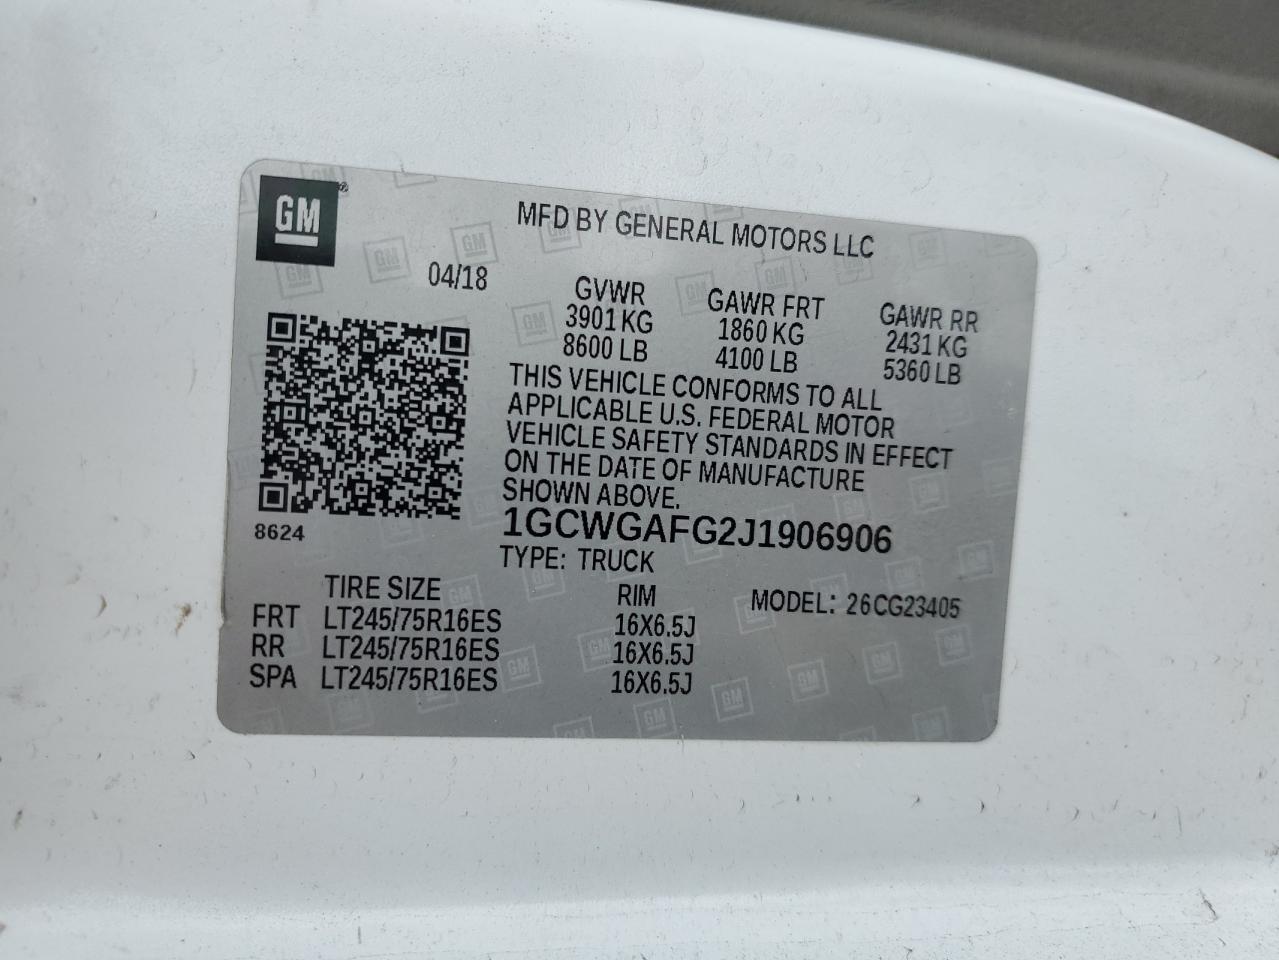 GM ®
MFD BY GENERAL MOTORS LLC
04/18
GVWR GAWR FRT GAWR RR
3901 KG 1860 KG 2431 KG
8600 LB 4100 LB 5360 LB
THIS VEHICLE CONFORMS TO ALL
APPLICABLE U.S. FEDERAL MOTOR
VEHICLE SAFETY STANDARDS IN EFFECT
ON THE DATE OF MANUFACTURE
SHOWN ABOVE.
8624
1GCWGAFG2J1906906
TYPE: TRUCK
TIRE SIZE RIM MODEL: 26CG23405
FRT LT245/75R16ES 16X6.5J
RR LT245/75R16ES 16X6.5J
SPA LT245/75R16ES 16X6.5J